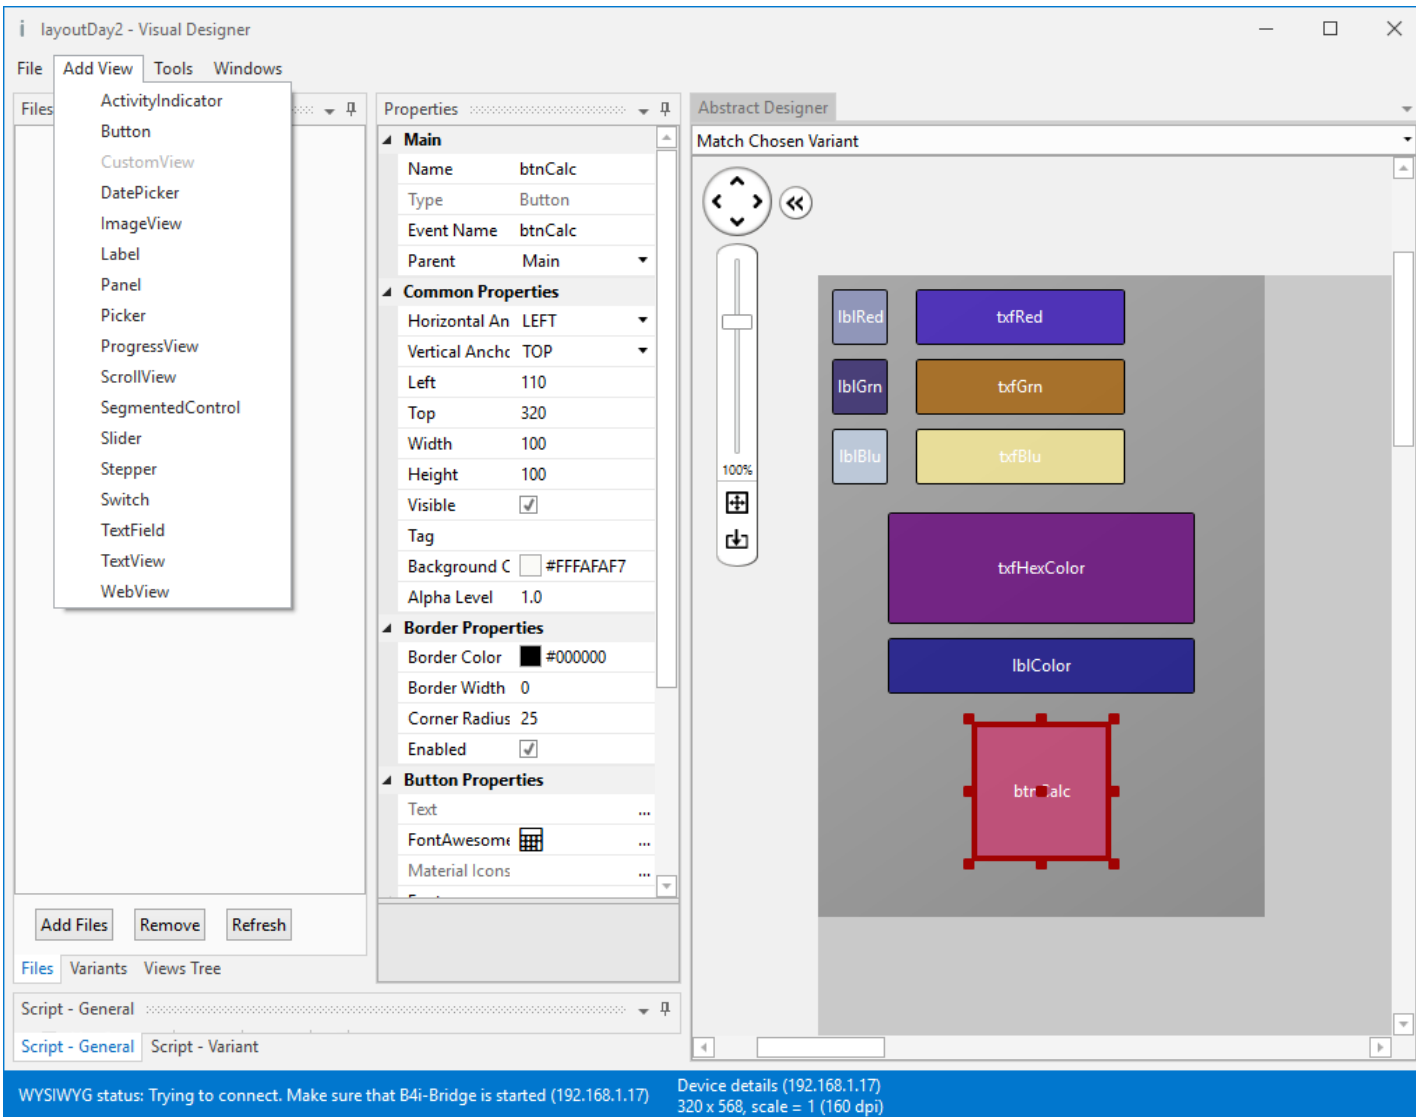 layoutDay2 - Visual Designer
File Add View Tools Windows
ActivityIndicator
Button
CustomView
DatePicker
ImageView
Label
Panel
Picker
ProgressView
ScrollView
SegmentedControl
Slider
Stepper
Switch
TextField
TextView
WebView
Files
Add Files Remove Refresh
Files Variants Views Tree
Properties
Main
Name btnCalc
Type Button
Event Name btnCalc
Parent Main
Common Properties
Horizontal An LEFT
Vertical Anchc TOP
Left 110
Top 320
Width 100
Height 100
Visible
Tag
Background C #FFFAFAF7
Alpha Level 1.0
Border Properties
Border Color #000000
Border Width 0
Corner Radius 25
Enabled
Button Properties
Text ...
FontAwesome ...
Material Icons ...
Abstract Designer
Match Chosen Variant
100%
lblRed txfRed
lblGrn txfGrn
lblBlu txfBlu
txfHexColor
lblColor
btnCalc
Script - General
Script - General Script - Variant
WYSIWYG status: Trying to connect. Make sure that B4i-Bridge is started (192.168.1.17)
Device details (192.168.1.17)
320 x 568, scale = 1 (160 dpi)